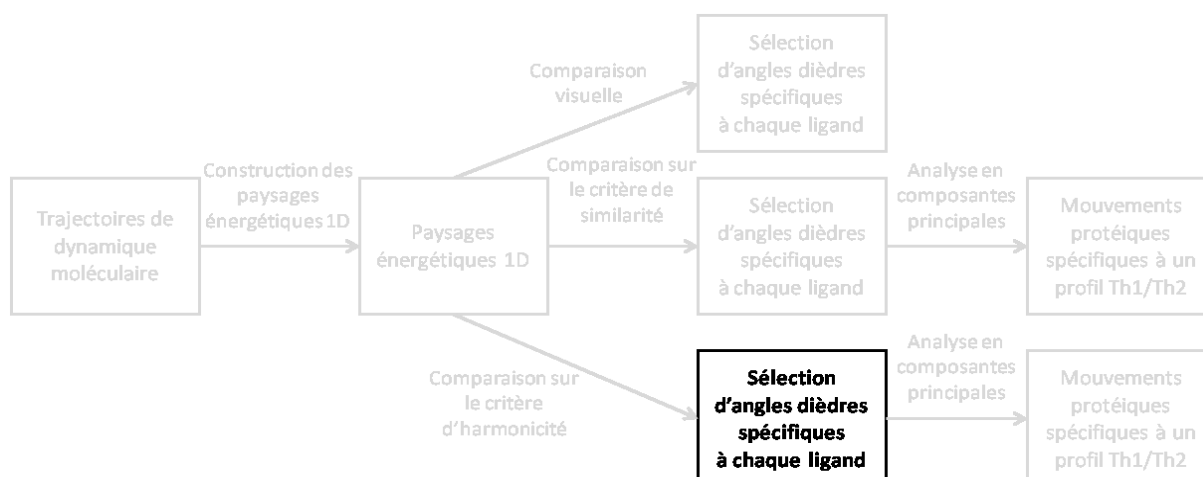 Sélection
d'angles dièdres
spécifiques
à chaque ligand
Comparaison
visuelle
Trajectoires de
dynamique
moléculaire
Construction des
paysages
énergétiques 1D
Paysages
énergétiques 1D
Comparaison sur
le critère de
similarité
Sélection
d'angles dièdres
spécifiques
à chaque ligand
Analyse en
composantes
principales
Mouvements
protéiques
spécifiques à un
profil Th1/Th2
Comparaison sur
le critère
d'harmonicité
Sélection
d'angles dièdres
spécifiques
à chaque ligand
Analyse en
composantes
principales
Mouvements
protéiques
spécifiques à un
profil Th1/Th2